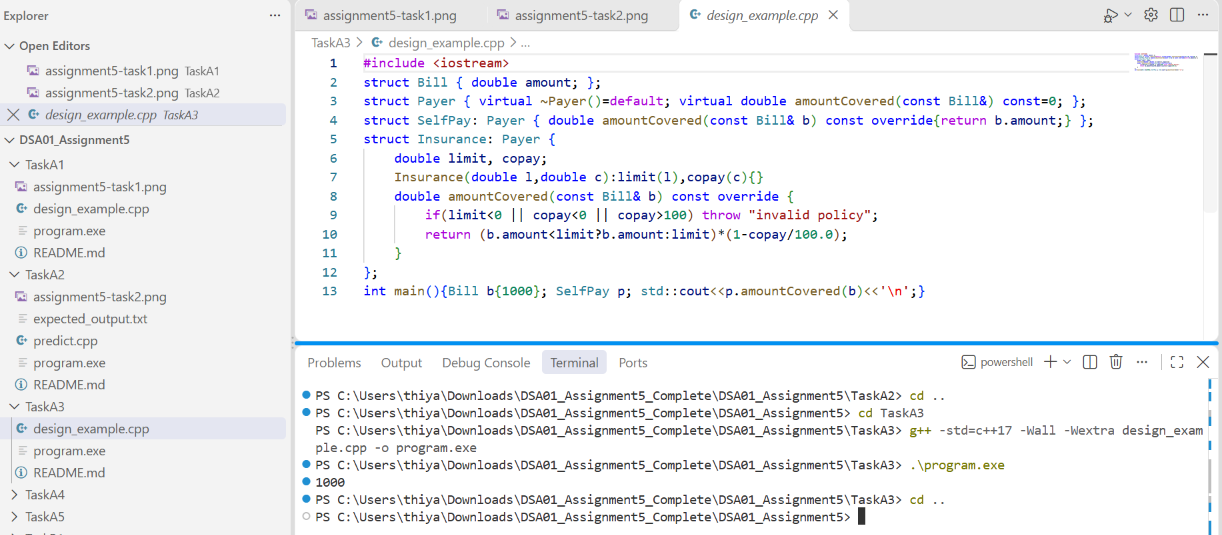 Explorer ...
Open Editors
assignment5-task1.png TaskA1
assignment5-task2.png TaskA2
design_example.cpp TaskA3
DSA01_Assignment5
TaskA1
assignment5-task1.png
design_example.cpp
program.exe
README.md
TaskA2
assignment5-task2.png
expected_output.txt
predict.cpp
program.exe
README.md
TaskA3
design_example.cpp
program.exe
README.md
TaskA4
TaskA5
assignment5-task1.png assignment5-task2.png design_example.cpp
TaskA3 > design_example.cpp > ...
1 #include <iostream>
2 struct Bill { double amount; };
3 struct Payer { virtual ~Payer()=default; virtual double amountCovered(const Bill&) const=0; };
4 struct SelfPay: Payer { double amountCovered(const Bill& b) const override{return b.amount;} };
5 struct Insurance: Payer {
6 double limit, copay;
7 Insurance(double l,double c):limit(l),copay(c){}
8 double amountCovered(const Bill& b) const override {
9 if(limit<0 || copay<0 || copay>100) throw "invalid policy";
10 return (b.amount<limit?b.amount:limit)*(1-copay/100.0);
11 }
12 };
13 int main(){Bill b{1000}; SelfPay p; std::cout<<p.amountCovered(b)<<'\n';}
Problems Output Debug Console Terminal Ports powershell
PS C:\Users\thiya\Downloads\DSA01_Assignment5_Complete\DSA01_Assignment5\TaskA2> cd ..
PS C:\Users\thiya\Downloads\DSA01_Assignment5_Complete\DSA01_Assignment5> cd TaskA3
PS C:\Users\thiya\Downloads\DSA01_Assignment5_Complete\DSA01_Assignment5\TaskA3> g++ -std=c++17 -Wall -Wextra design_exam
ple.cpp -o program.exe
PS C:\Users\thiya\Downloads\DSA01_Assignment5_Complete\DSA01_Assignment5\TaskA3> .\program.exe
1000
PS C:\Users\thiya\Downloads\DSA01_Assignment5_Complete\DSA01_Assignment5\TaskA3> cd ..
PS C:\Users\thiya\Downloads\DSA01_Assignment5_Complete\DSA01_Assignment5>